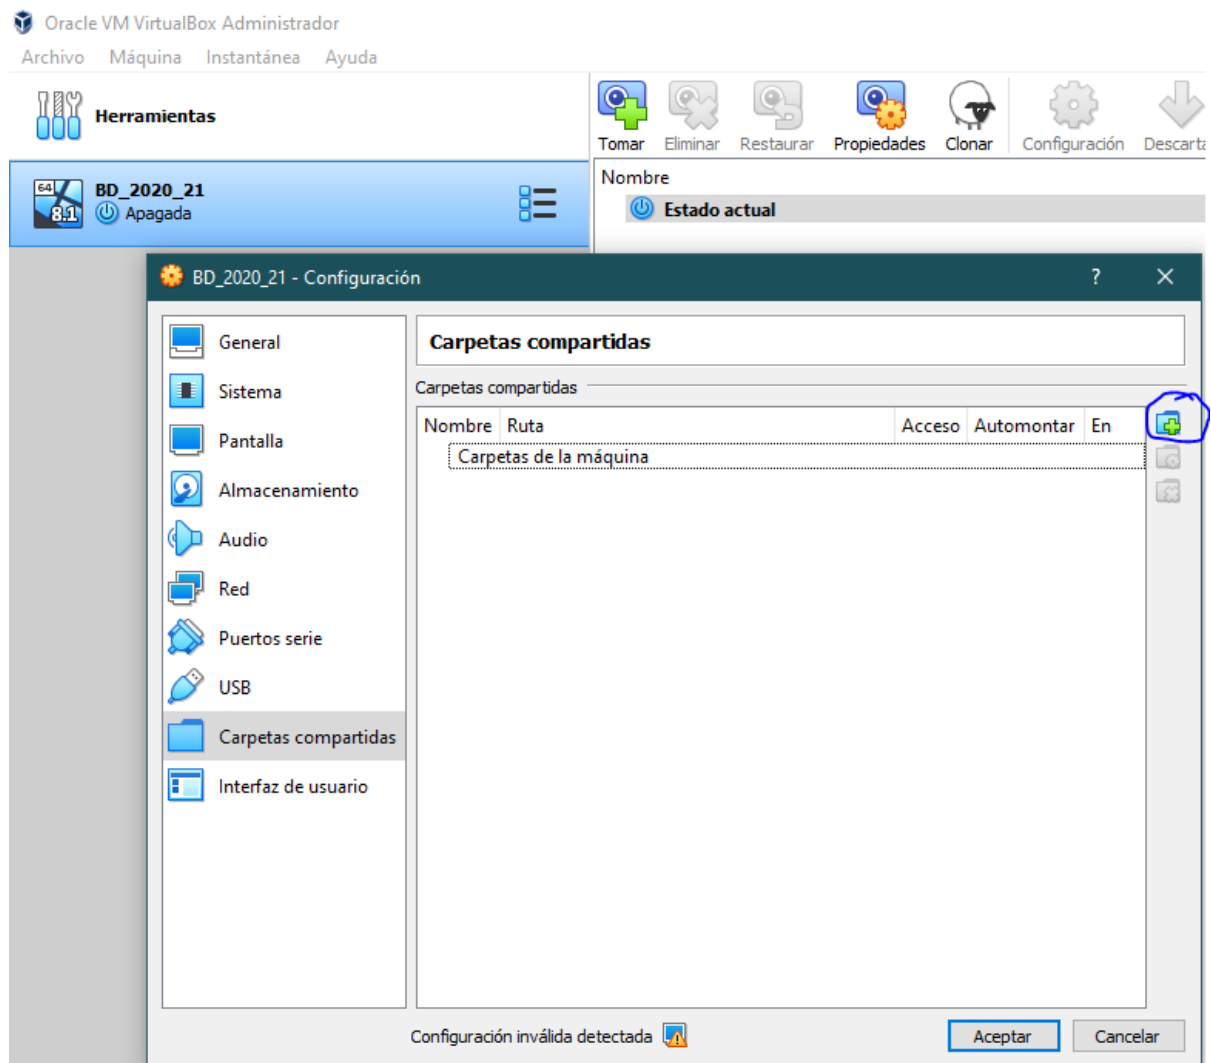 Oracle VM VirtualBox Administrador
Archivo Máquina Instantánea Ayuda
Herramientas
Tomar Eliminar Restaurar Propiedades Clonar Configuración Descarta
64
8.1
BD_2020_21
Apagada
Nombre
Estado actual
BD_2020_21 - Configuración ? ×
General
Sistema
Pantalla
Almacenamiento
Audio
Red
Puertos serie
USB
Carpetas compartidas
Interfaz de usuario
Carpetas compartidas
Carpetas compartidas
Nombre Ruta Acceso Automontar En
Carpetas de la máquina
Configuración inválida detectada
Aceptar Cancelar